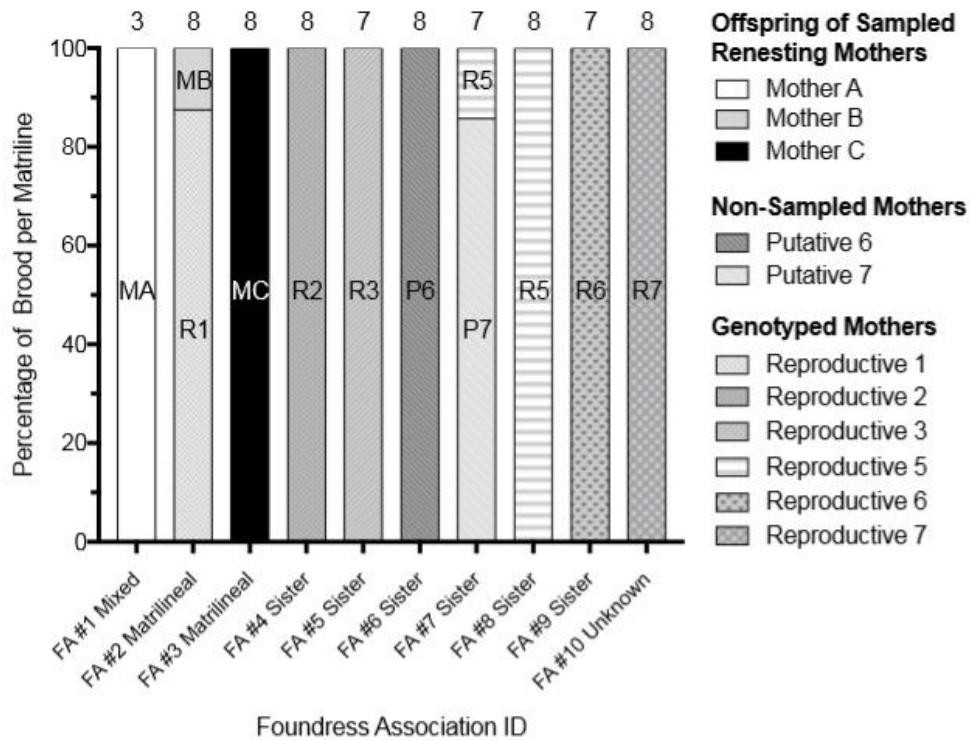 3 8 8 8 7 8 7 8 7 8
Percentage of Brood per Matriline
100
80
60
40
20
0
MA
MB
R1
MC
R2
R3
P6
R5
P7
R5
R6
R7
FA #1 Mixed
FA #2 Matrilineal
FA #3 Matrilineal
FA #4 Sister
FA #5 Sister
FA #6 Sister
FA #7 Sister
FA #8 Sister
FA #9 Sister
FA #10 Unknown
Foundress Association ID
Offspring of Sampled
Renesting Mothers
Mother A
Mother B
Mother C
Non-Sampled Mothers
Putative 6
Putative 7
Genotyped Mothers
Reproductive 1
Reproductive 2
Reproductive 3
Reproductive 5
Reproductive 6
Reproductive 7